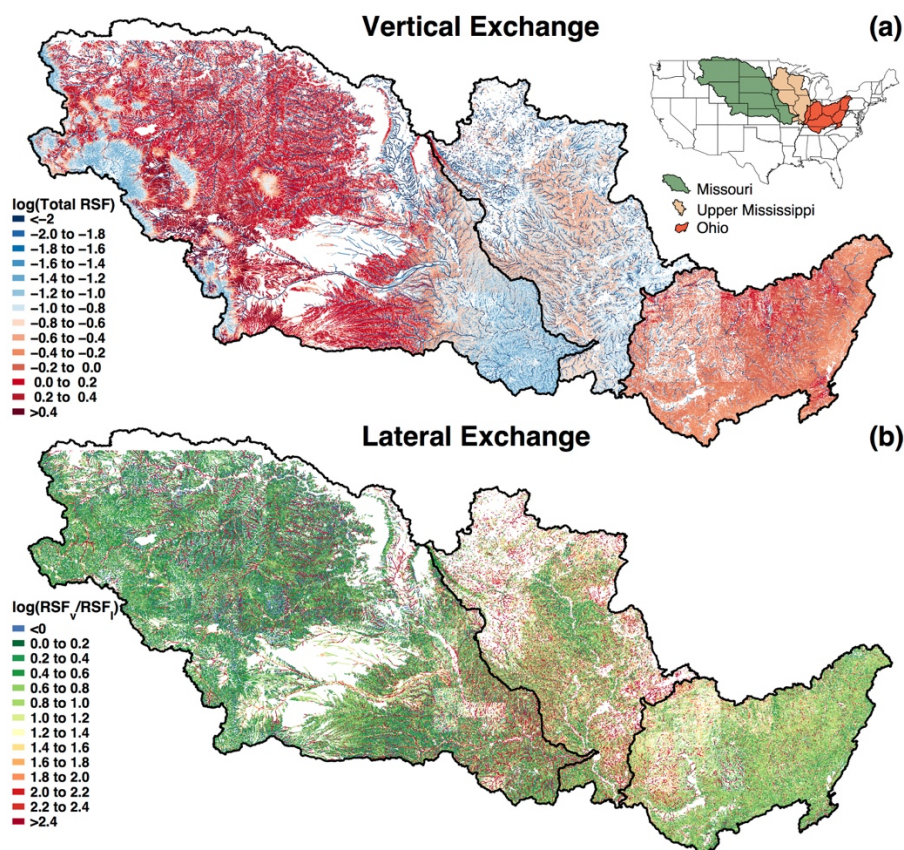 Vertical Exchange
(a)
Missouri
Upper Mississippi
Ohio
log(Total RSF)
<−2
−2.0 to −1.8
−1.8 to −1.6
−1.6 to −1.4
−1.4 to −1.2
−1.2 to −1.0
−1.0 to −0.8
−0.8 to −0.6
−0.6 to −0.4
−0.4 to −0.2
−0.2 to 0.0
0.0 to 0.2
0.2 to 0.4
>0.4
Lateral Exchange
(b)
log(RSFv/RSFl)
<0
0.0 to 0.2
0.2 to 0.4
0.4 to 0.6
0.6 to 0.8
0.8 to 1.0
1.0 to 1.2
1.2 to 1.4
1.4 to 1.6
1.6 to 1.8
1.8 to 2.0
2.0 to 2.2
2.2 to 2.4
>2.4